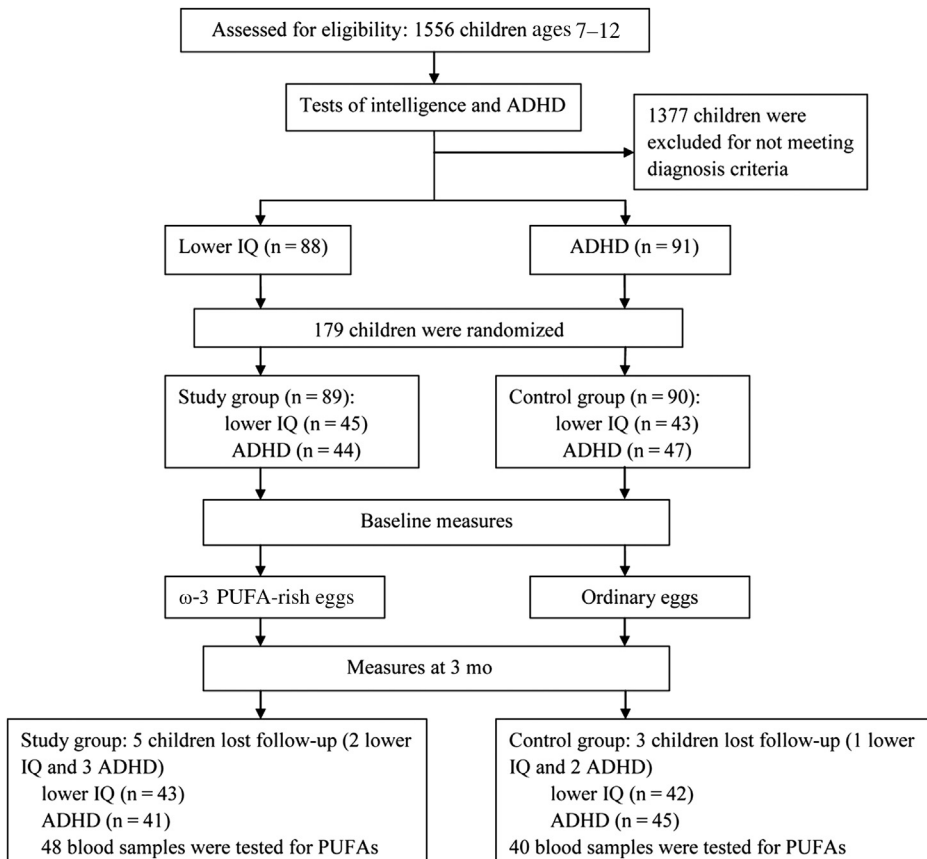 Assessed for eligibility: 1556 children ages 7–12
Tests of intelligence and ADHD
1377 children were
excluded for not meeting
diagnosis criteria
Lower IQ (n = 88)
ADHD (n = 91)
179 children were randomized
Study group (n = 89):
lower IQ (n = 45)
ADHD (n = 44)
Control group (n = 90):
lower IQ (n = 43)
ADHD (n = 47)
Baseline measures
ω-3 PUFA-rish eggs
Ordinary eggs
Measures at 3 mo
Study group: 5 children lost follow-up (2 lower
IQ and 3 ADHD)
lower IQ (n = 43)
ADHD (n = 41)
48 blood samples were tested for PUFAs
Control group: 3 children lost follow-up (1 lower
IQ and 2 ADHD)
lower IQ (n = 42)
ADHD (n = 45)
40 blood samples were tested for PUFAs